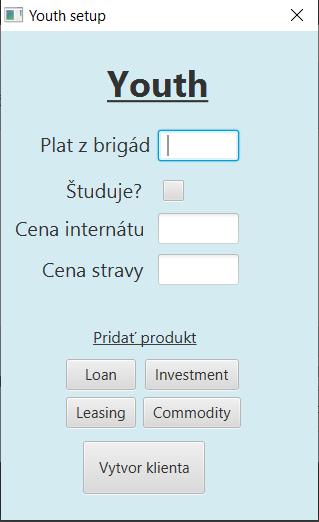 Youth setup
Youth
Plat z brigád
Študuje?
Cena internátu
Cena stravy
Pridať produkt
Loan Investment
Leasing Commodity
Vytvor klienta